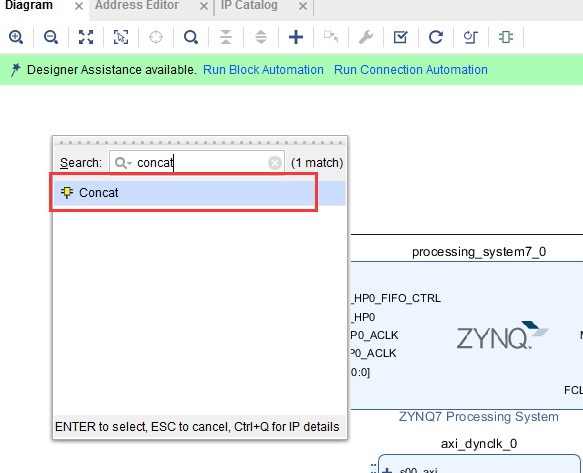 Diagram × Address Editor × IP Catalog ×
Designer Assistance available. Run Block Automation Run Connection Automation
Search: concat (1 match)
Concat
ENTER to select, ESC to cancel, Ctrl+Q for IP details
processing_system7_0
_HP0_FIFO_CTRL
_HP0
P0_ACLK
P0_ACLK
0:0]
ZYNQ
M
FCL
ZYNQ7 Processing System
axi_dynclk_0
s00_axi